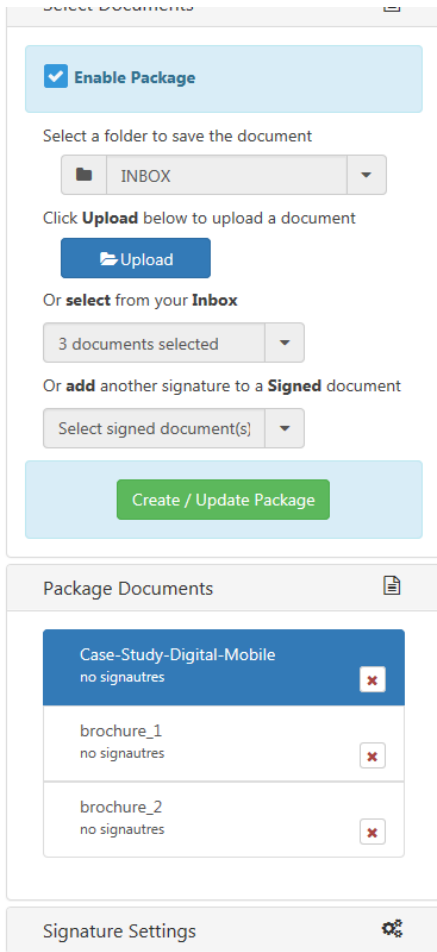 Select Documents
Enable Package
Select a folder to save the document
INBOX
Click Upload below to upload a document
Upload
Or select from your Inbox
3 documents selected
Or add another signature to a Signed document
Select signed document(s)
Create / Update Package
Package Documents
Case-Study-Digital-Mobile
no signautres
brochure_1
no signautres
brochure_2
no signautres
Signature Settings